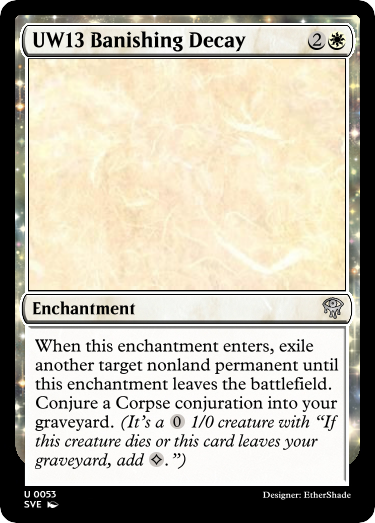 UW13 Banishing Decay 2
Enchantment
When this enchantment enters, exile
another target nonland permanent until
this enchantment leaves the battlefield.
Conjure a Corpse conjuration into your
graveyard. (It's a 0 1/0 creature with "If
this creature dies or this card leaves your
graveyard, add .")
U 0053
SVE
Designer: EtherShade